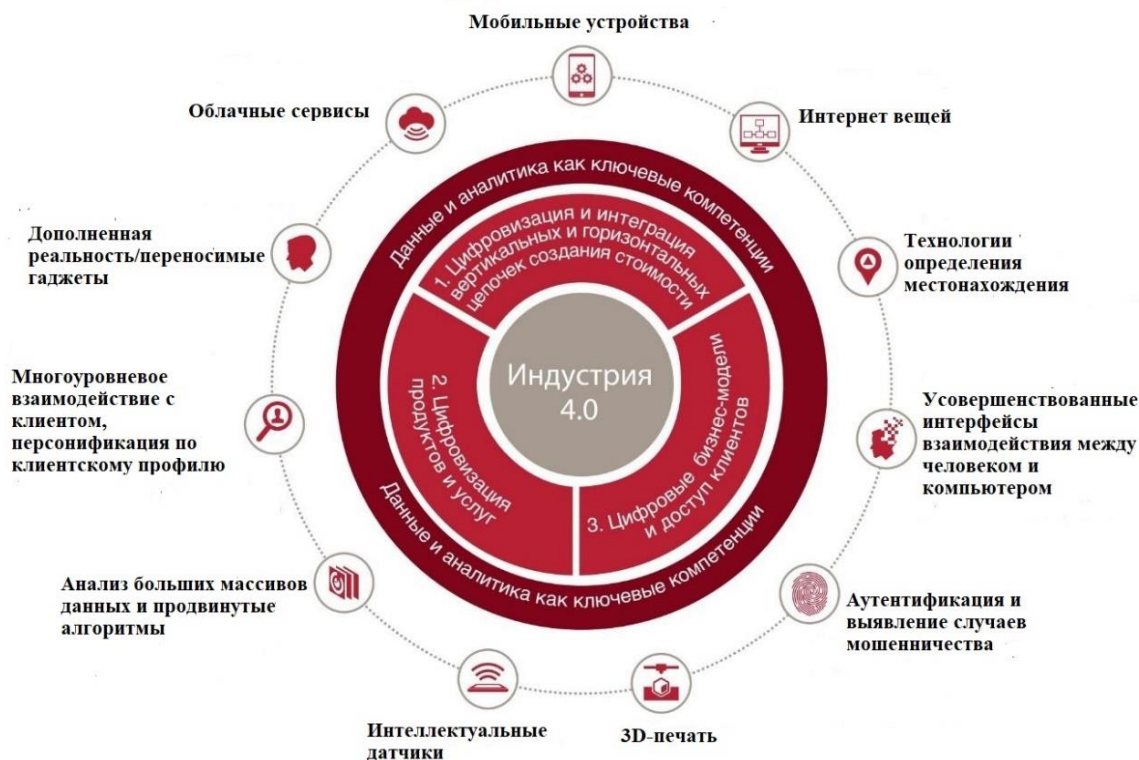 Мобильные устройства
Облачные сервисы
Интернет вещей
Дополненная
реальность/переносимые
гаджеты
Технологии
определения
местонахождения
Многоуровневое
взаимодействие с
клиентом,
персонификация по
клиентскому профилю
Усовершенствованные
интерфейсы
взаимодействия между
человеком и
компьютером
Анализ больших массивов
данных и продвинутые
алгоритмы
Аутентификация и
выявление случаев
мошенничества
Интеллектуальные
датчики
3D-печать
Данные и аналитика как ключевые компетенции
1. Цифровизация и интеграция
вертикальных и горизонтальных
цепочек создания стоимости
2. Цифровизация
продуктов и услуг
3. Цифровые бизнес-модели
и доступ клиентов
Индустрия
4.0
Данные и аналитика как ключевые компетенции